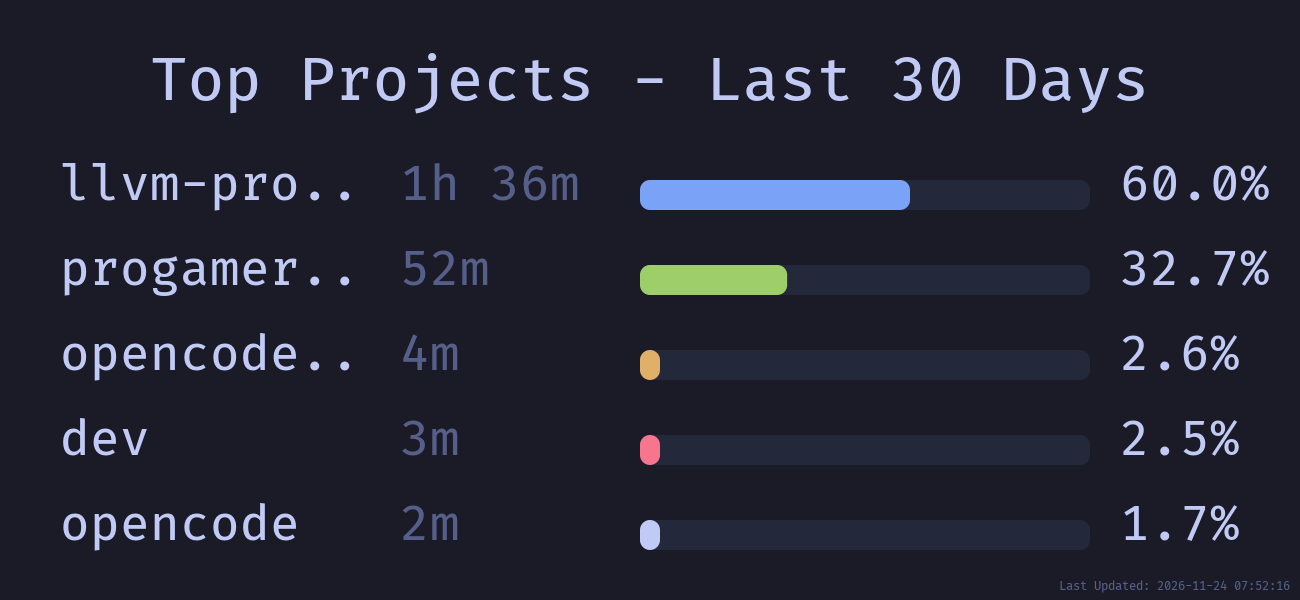 Top Projects - Last 30 Days
llvm-pro.. 1h 36m 60.0%
progamer.. 52m 32.7%
opencode.. 4m 2.6%
dev 3m 2.5%
opencode 2m 1.7%
Last Updated: 2026-11-24 07:52:16